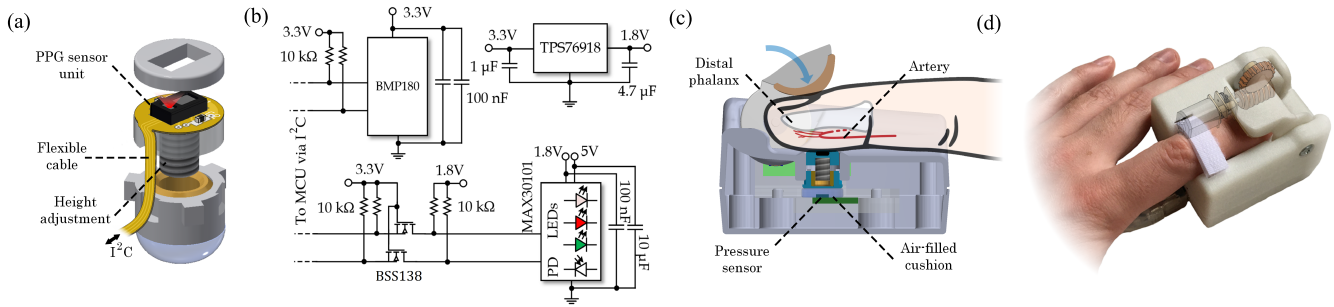 (a)
PPG sensor
unit
Flexible
cable
Height
adjustment
I²C
(b)
3.3V
3.3V
10 kΩ
BMP180
100 nF
3.3V
TPS76918
1.8V
1 µF
4.7 µF
To MCU via I²C
3.3V
1.8V
10 kΩ
10 kΩ
BSS138
MAX30101
1.8V
5V
LEDs
PD
100 nF
10 µF
(c)
Distal
phalanx
Artery
Pressure
sensor
Air-filled
cushion
(d)